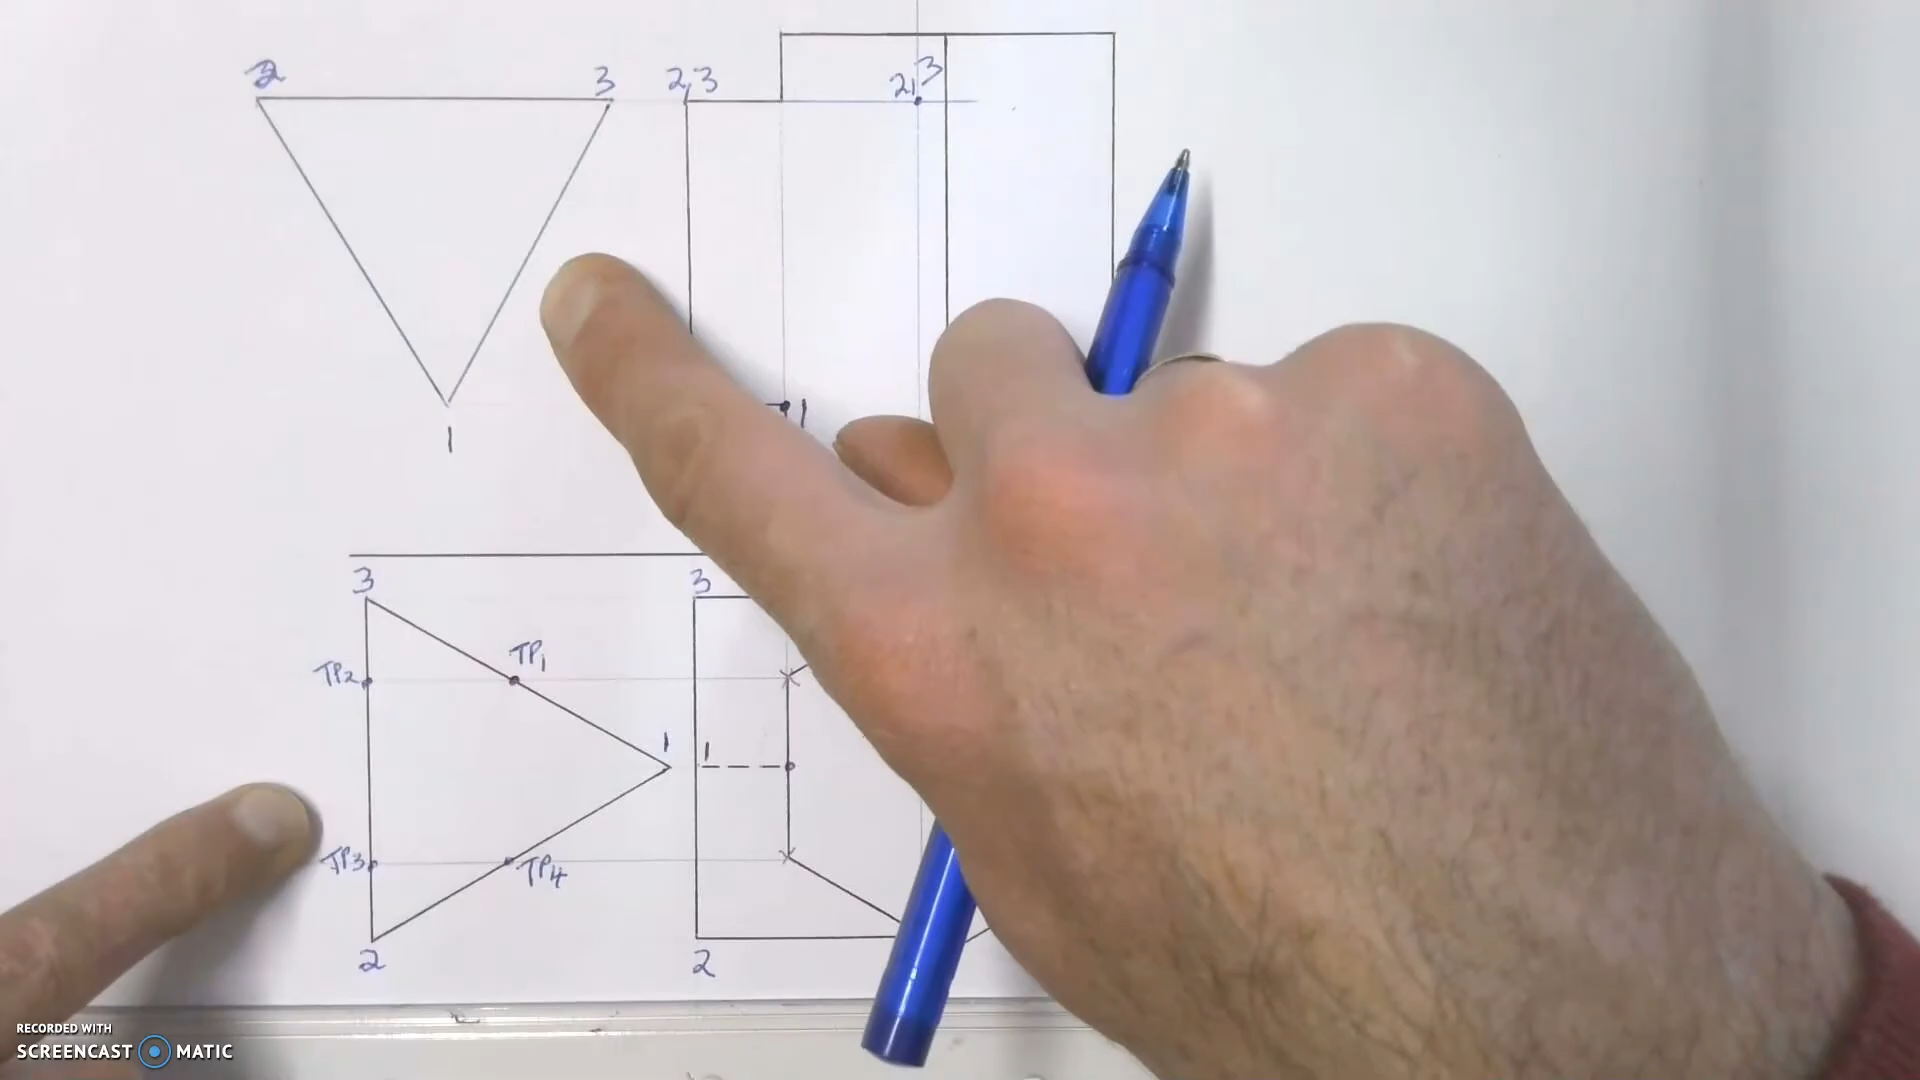 2 3 2,3 2,3
1
1
3 3
TP1
TP2
1 1
TP3 TP4
2 2
RECORDED WITH
SCREENCAST MATIC